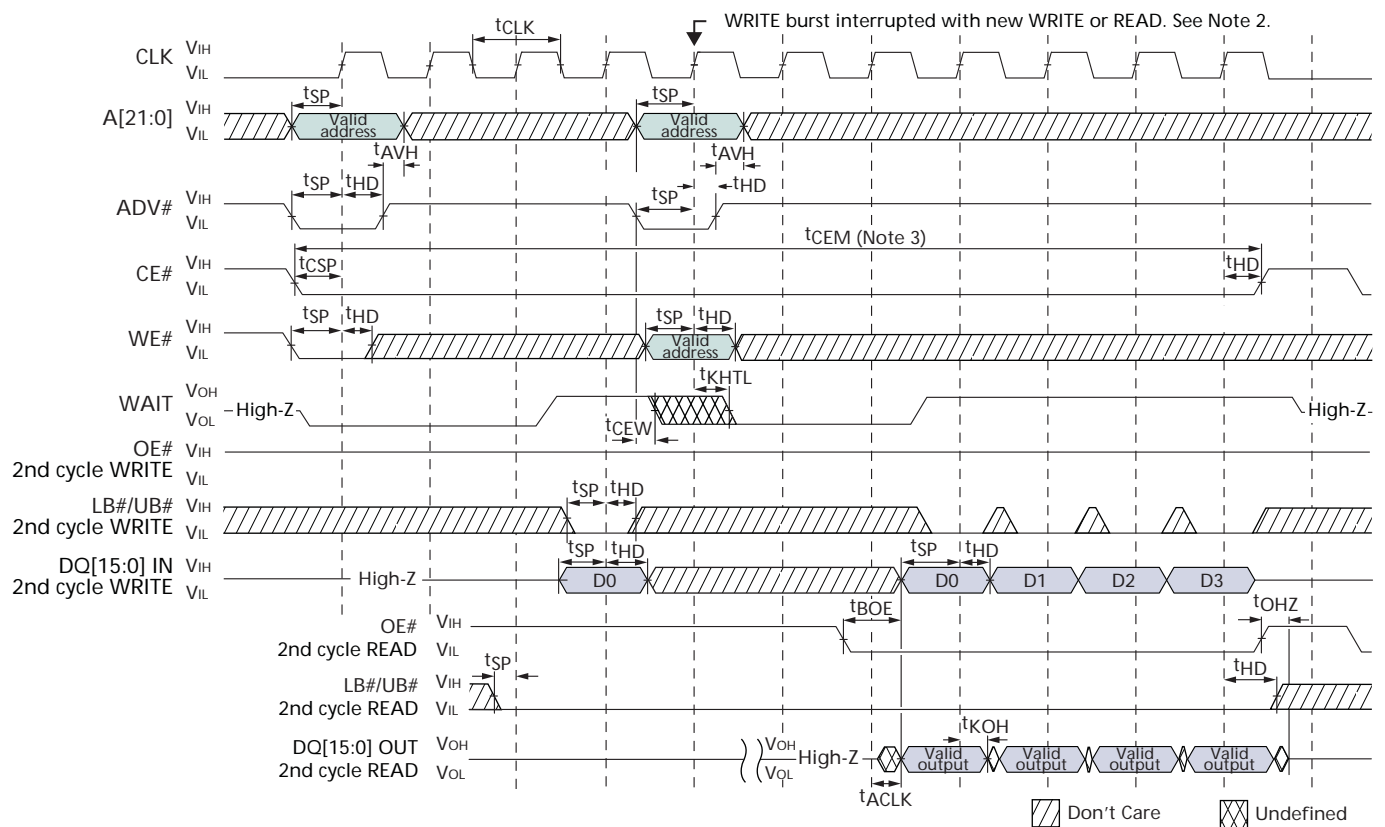 WRITE burst interrupted with new WRITE or READ. See Note 2.
tCLK
CLK VIH
VIL
tSP tSP
A[21:0] VIH
VIL
Valid address Valid address
tAVH tAVH
tSP tHD tSP tHD
ADV# VIH
VIL
tCEM (Note 3)
CE# VIH
VIL
tCSP tHD
tSP tHD tSP tHD
WE# VIH
VIL
Valid address
tKHTL
WAIT VOH
VOL
High-Z High-Z
tCEW
OE# VIH
2nd cycle WRITE VIL
tSP tHD
LB#/UB# VIH
2nd cycle WRITE VIL
tSP tHD tSP tHD
DQ[15:0] IN VIH
2nd cycle WRITE VIL
High-Z D0 D0 D1 D2 D3
tBOE tOHZ
OE# VIH
2nd cycle READ VIL
tSP tHD
LB#/UB# VIH
2nd cycle READ VIL
tKOH
DQ[15:0] OUT VOH
2nd cycle READ VOL
VOH
VOL
High-Z Valid output Valid output Valid output Valid output
tACLK
Don't Care Undefined